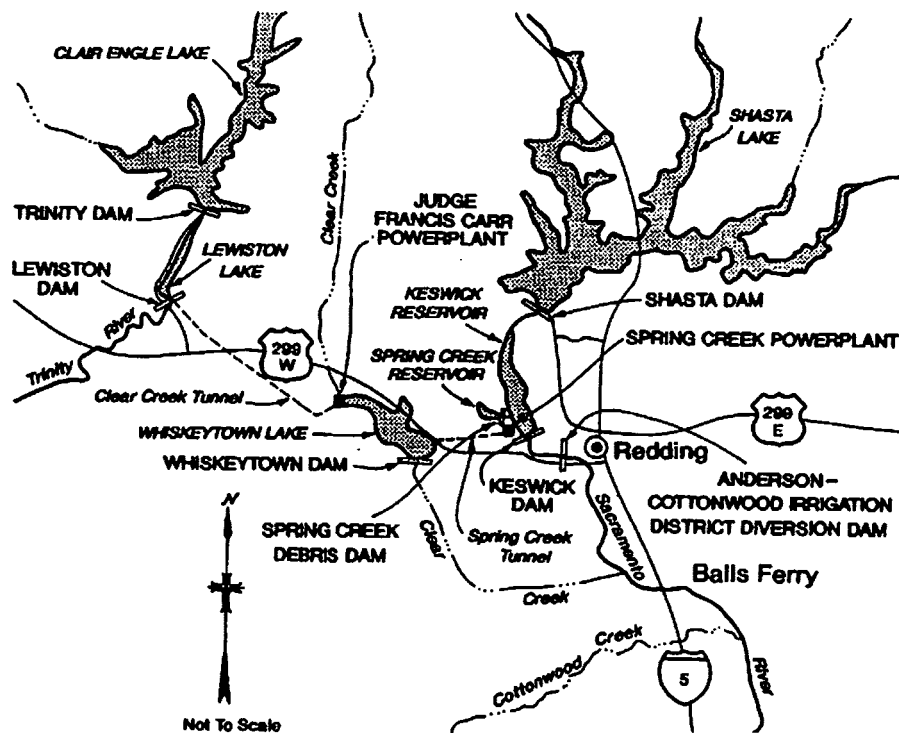 CLAIR ENGLE LAKE
SHASTA
LAKE
Clear Creek
TRINITY DAM
JUDGE
FRANCIS CARR
POWERPLANT
LEWISTON
LAKE
LEWISTON
DAM
KESWICK
RESERVOIR
SHASTA DAM
Trinity River
299
W
SPRING CREEK
RESERVOIR
SPRING CREEK POWERPLANT
Clear Creek Tunnel
299
E
WHISKEYTOWN LAKE
Redding
WHISKEYTOWN DAM
KESWICK
DAM
ANDERSON–
COTTONWOOD IRRIGATION
DISTRICT DIVERSION DAM
SPRING CREEK
DEBRIS DAM
Spring Creek
Tunnel
Clear
Creek
Sacramento
River
Balls Ferry
Cottonwood Creek
5
N
Not To Scale